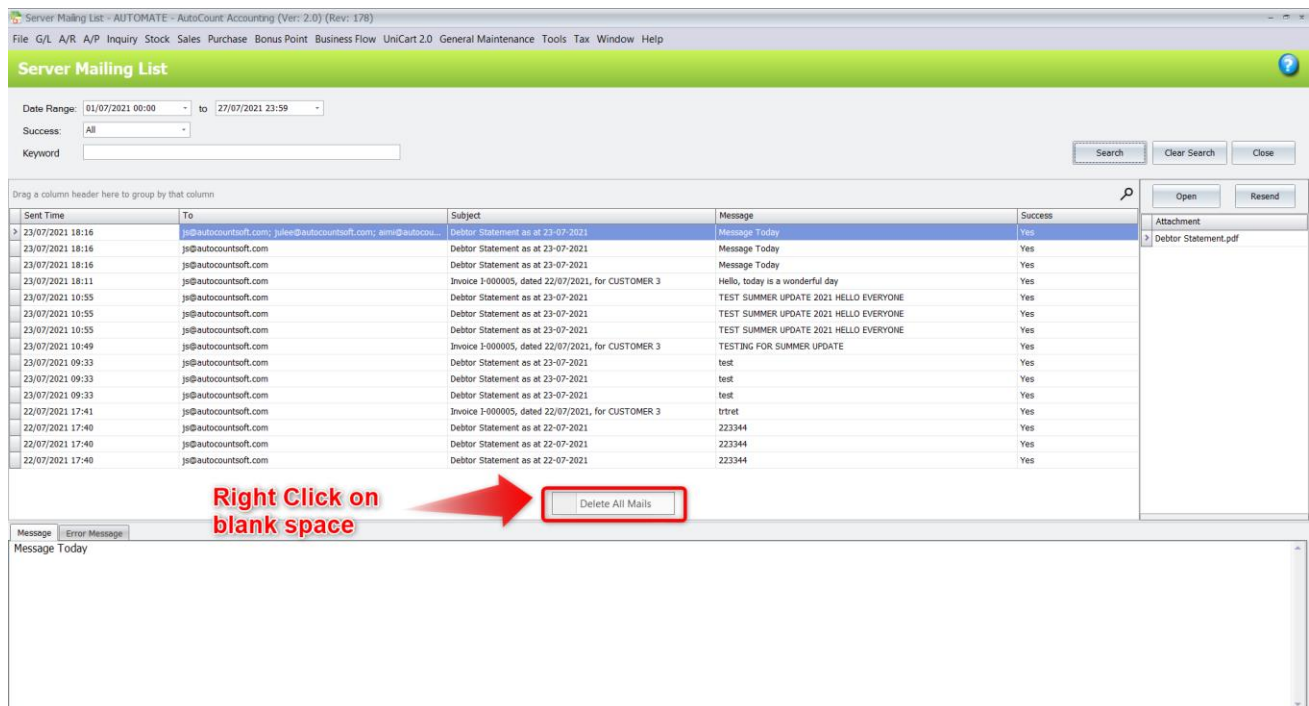 Server Mailing List - AUTOMATE - AutoCount Accounting (Ver: 2.0) (Rev: 178)
File G/L A/R A/P Inquiry Stock Sales Purchase Bonus Point Business Flow UniCart 2.0 General Maintenance Tools Tax Window Help
Server Mailing List
Date Range: 01/07/2021 00:00 to 27/07/2021 23:59
Success: All
Keyword
Search Clear Search Close
Drag a column header here to group by that column
Open Resend
Sent Time To Subject Message Success
Attachment
23/07/2021 18:16 js@autocountsoft.com; julee@autocountsoft.com; aimi@autocou... Debtor Statement as at 23-07-2021 Message Today Yes
Debtor Statement.pdf
23/07/2021 18:16 js@autocountsoft.com Debtor Statement as at 23-07-2021 Message Today Yes
23/07/2021 18:16 js@autocountsoft.com Debtor Statement as at 23-07-2021 Message Today Yes
23/07/2021 18:11 js@autocountsoft.com Invoice I-000005, dated 22/07/2021, for CUSTOMER 3 Hello, today is a wonderful day Yes
23/07/2021 10:55 js@autocountsoft.com Debtor Statement as at 23-07-2021 TEST SUMMER UPDATE 2021 HELLO EVERYONE Yes
23/07/2021 10:55 js@autocountsoft.com Debtor Statement as at 23-07-2021 TEST SUMMER UPDATE 2021 HELLO EVERYONE Yes
23/07/2021 10:55 js@autocountsoft.com Debtor Statement as at 23-07-2021 TEST SUMMER UPDATE 2021 HELLO EVERYONE Yes
23/07/2021 10:49 js@autocountsoft.com Invoice I-000005, dated 22/07/2021, for CUSTOMER 3 TESTING FOR SUMMER UPDATE Yes
23/07/2021 09:33 js@autocountsoft.com Debtor Statement as at 23-07-2021 test Yes
23/07/2021 09:33 js@autocountsoft.com Debtor Statement as at 23-07-2021 test Yes
23/07/2021 09:33 js@autocountsoft.com Debtor Statement as at 23-07-2021 test Yes
22/07/2021 17:41 js@autocountsoft.com Invoice I-000005, dated 22/07/2021, for CUSTOMER 3 trtret Yes
22/07/2021 17:40 js@autocountsoft.com Debtor Statement as at 22-07-2021 223344 Yes
22/07/2021 17:40 js@autocountsoft.com Debtor Statement as at 22-07-2021 223344 Yes
22/07/2021 17:40 js@autocountsoft.com Debtor Statement as at 22-07-2021 223344 Yes
Right Click on
blank space
Delete All Mails
Message Error Message
Message Today